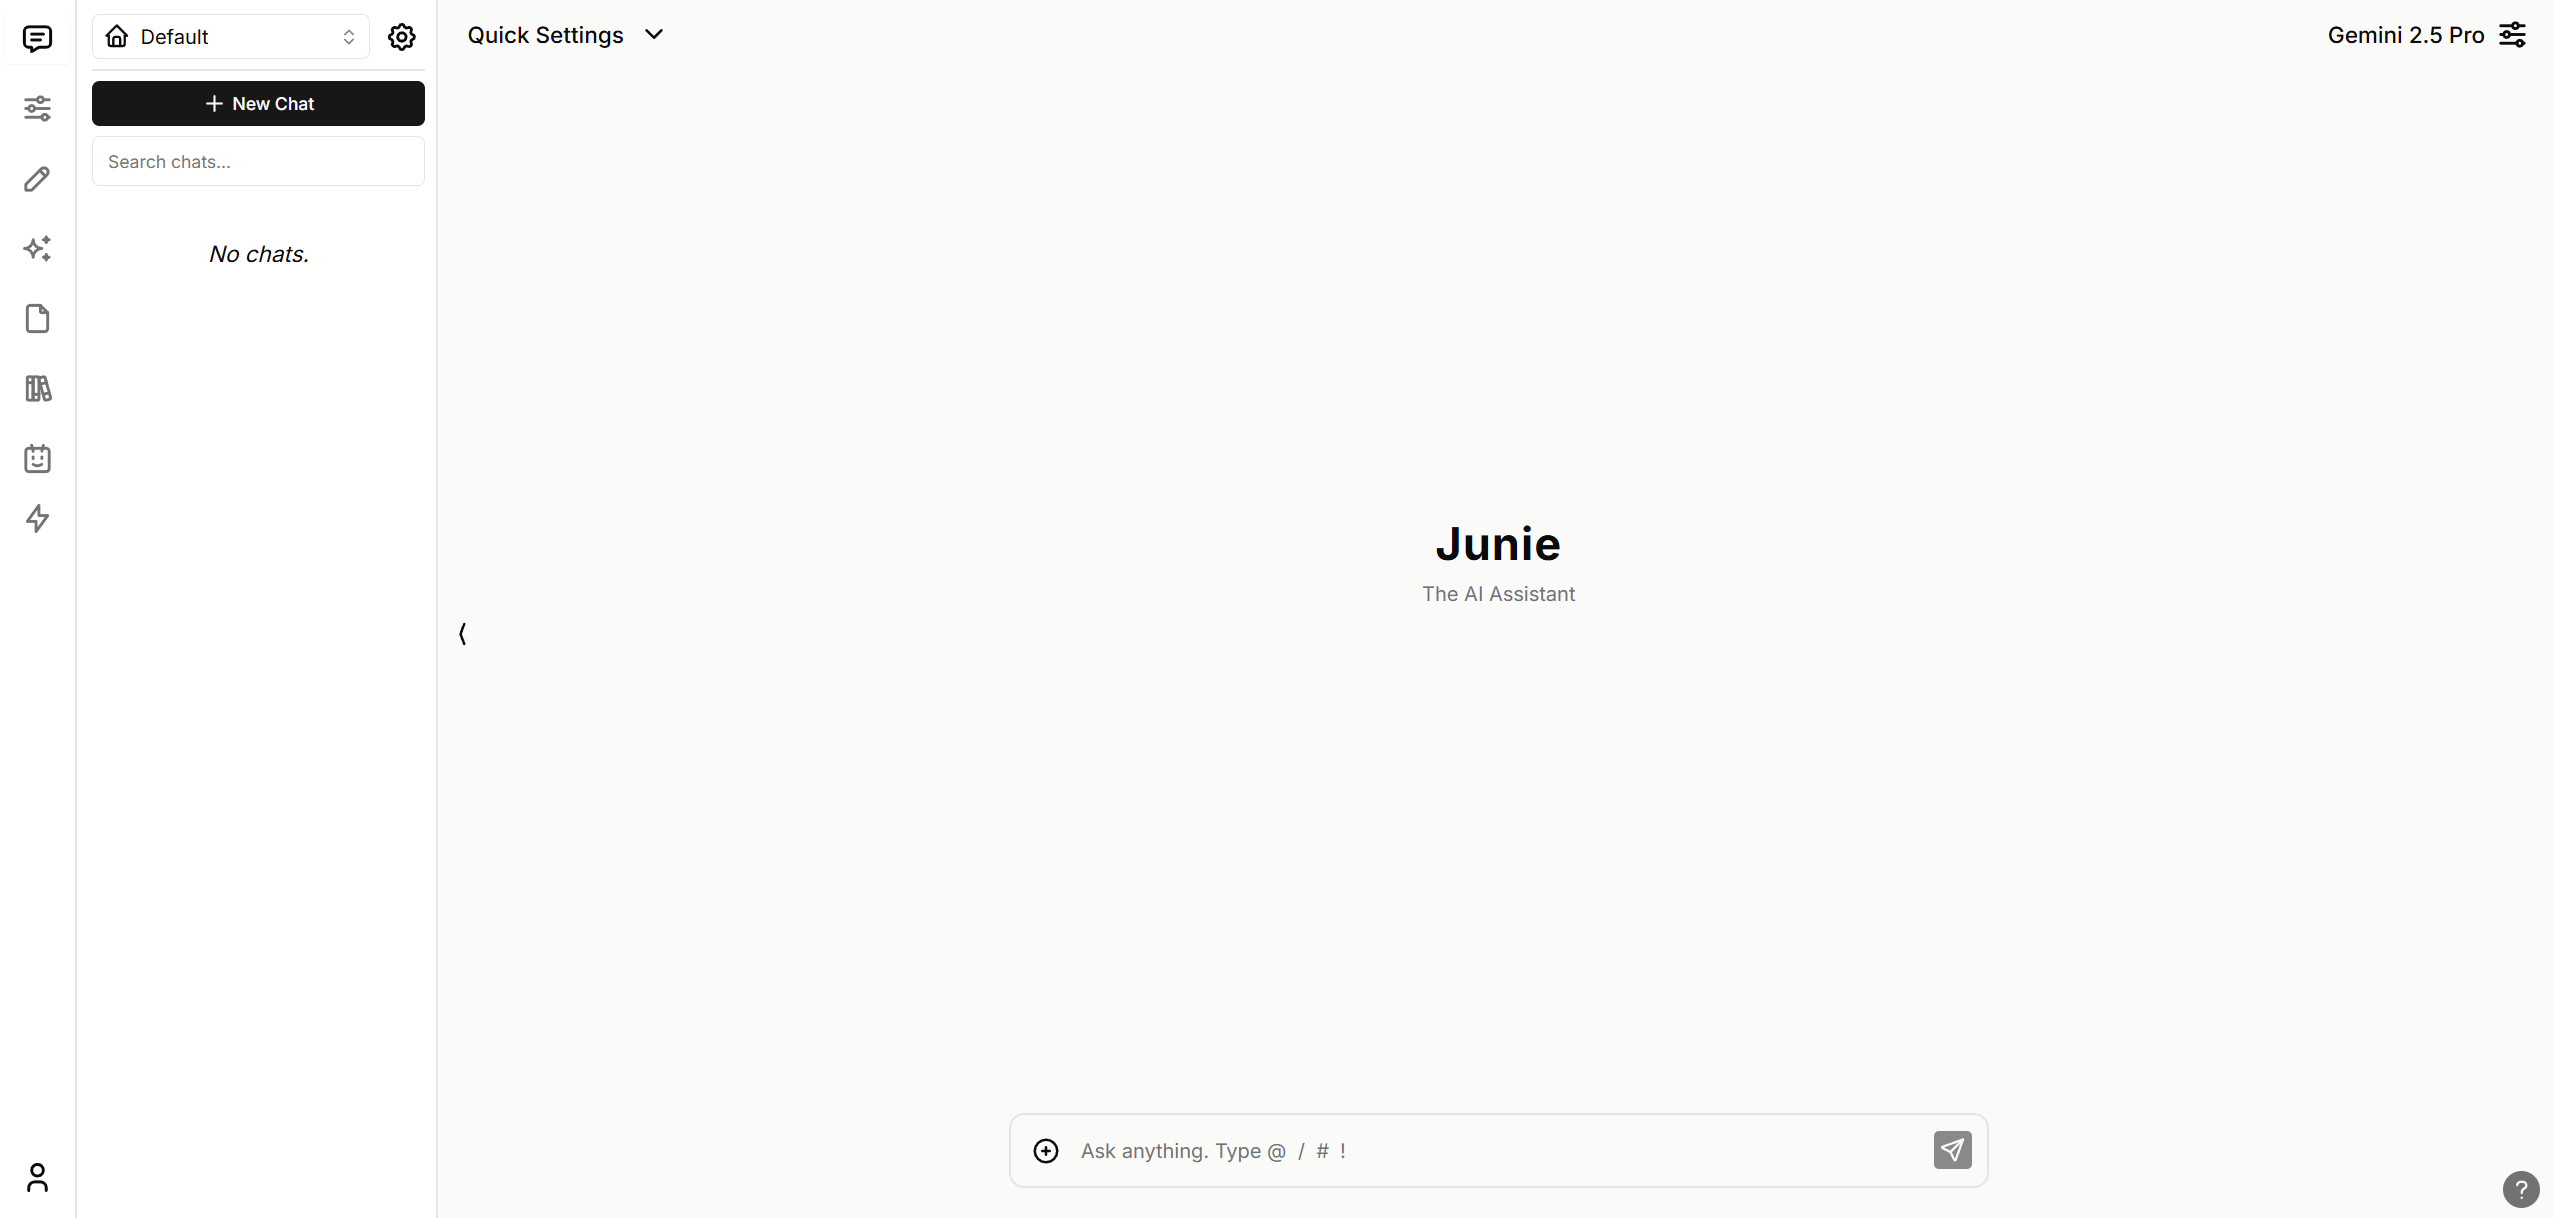 Default
New Chat
Search chats...
No chats.
Quick Settings
Gemini 2.5 Pro
Junie
The AI Assistant
Ask anything. Type @ / # !
?